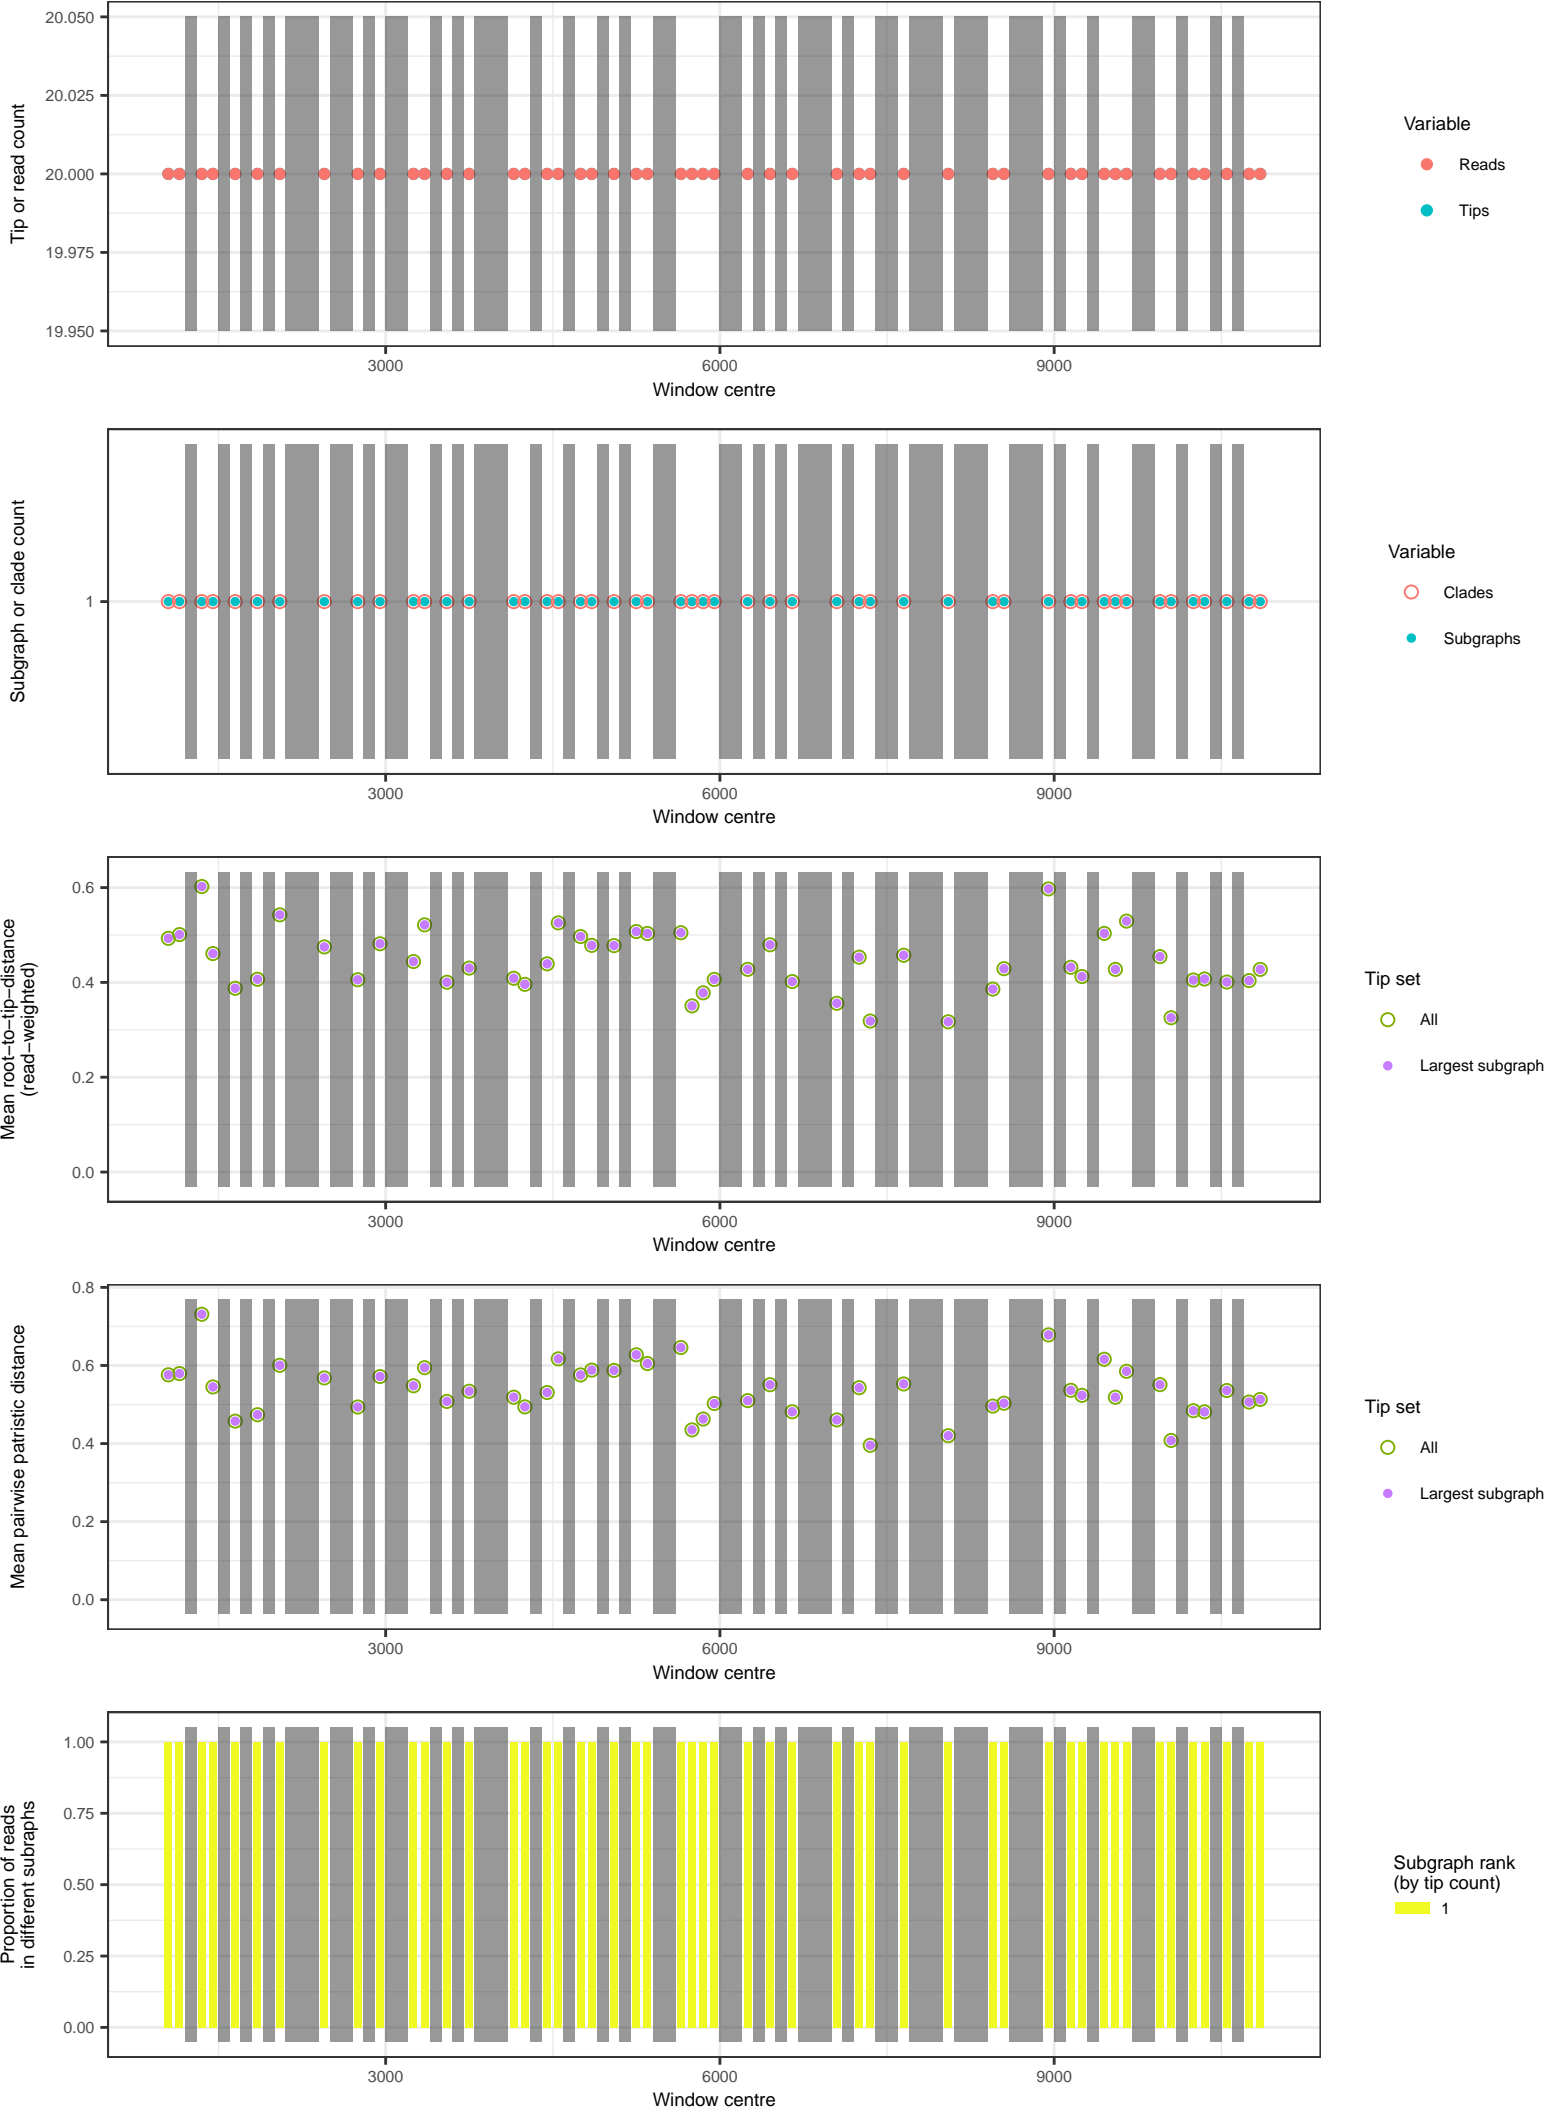 20.050
20.025
20.000
19.975
19.950
Tip or read count
3000
6000
9000
Window centre
Variable
Reads
Tips
1
Subgraph or clade count
3000
6000
9000
Window centre
Variable
Clades
Subgraphs
0.6
0.4
0.2
0.0
Mean root−to−tip−distance
(read−weighted)
3000
6000
9000
Window centre
Tip set
All
Largest subgraph
0.8
0.6
0.4
0.2
0.0
Mean pairwise patristic distance
3000
6000
9000
Window centre
Tip set
All
Largest subgraph
1.00
0.75
0.50
0.25
0.00
Proportion of reads
in different subraphs
3000
6000
9000
Window centre
Subgraph rank
(by tip count)
1